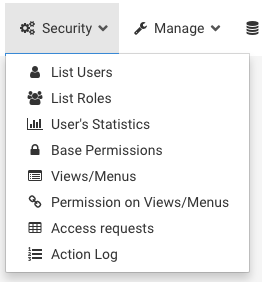 Security Manage
List Users
List Roles
User's Statistics
Base Permissions
Views/Menus
Permission on Views/Menus
Access requests
Action Log